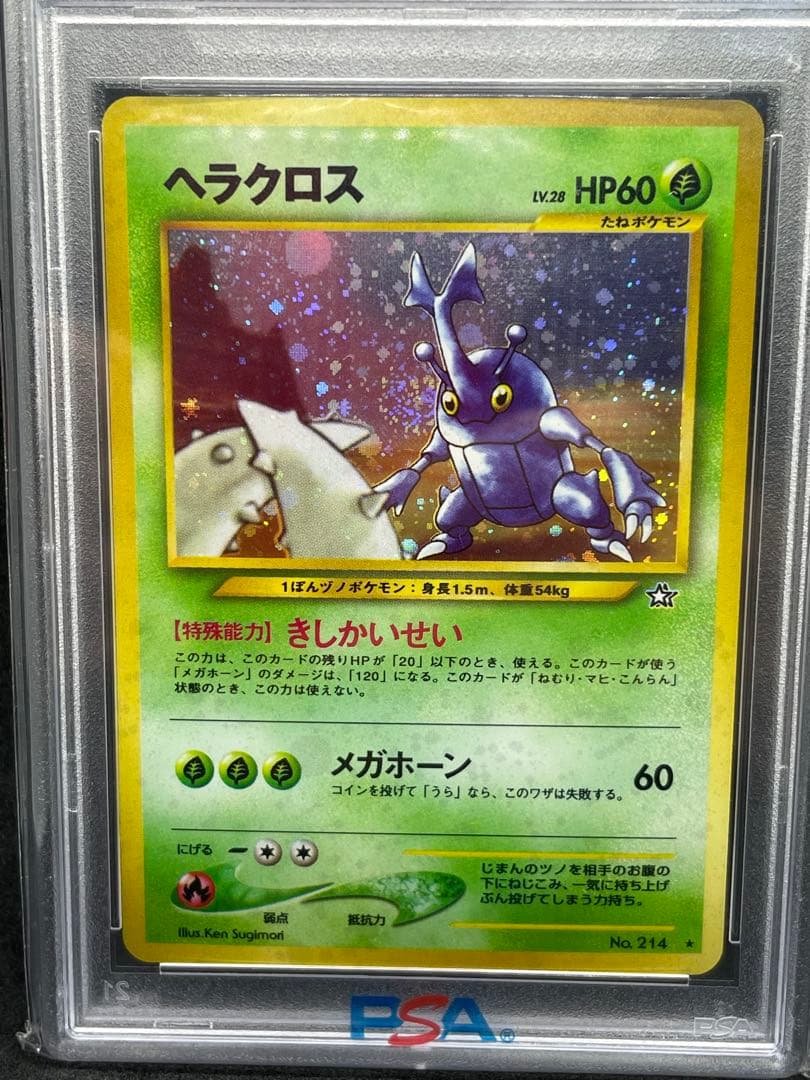 ヘラクロス
LV.28 HP60
たねポケモン
1ぽんヅノポケモン：身長1.5m、体重54kg
【特殊能力】きしかいせい
この力は、このカードの残りHPが「20」以下のとき、使える。このカードが使う
「メガホーン」のダメージは、「120」になる。このカードが「ねむり・マヒ・こんらん」
状態のとき、この力は使えない。
メガホーン 60
コインを投げて「うら」なら、このワザは失敗する。
にげる
弱点 抵抗力
じまんのツノを相手のお腹の
下にねじこみ、一気に持ち上げ
ぶん投げてしまう力持ち。
Illus.Ken Sugimori
No. 214 ★
PSA®
PSA